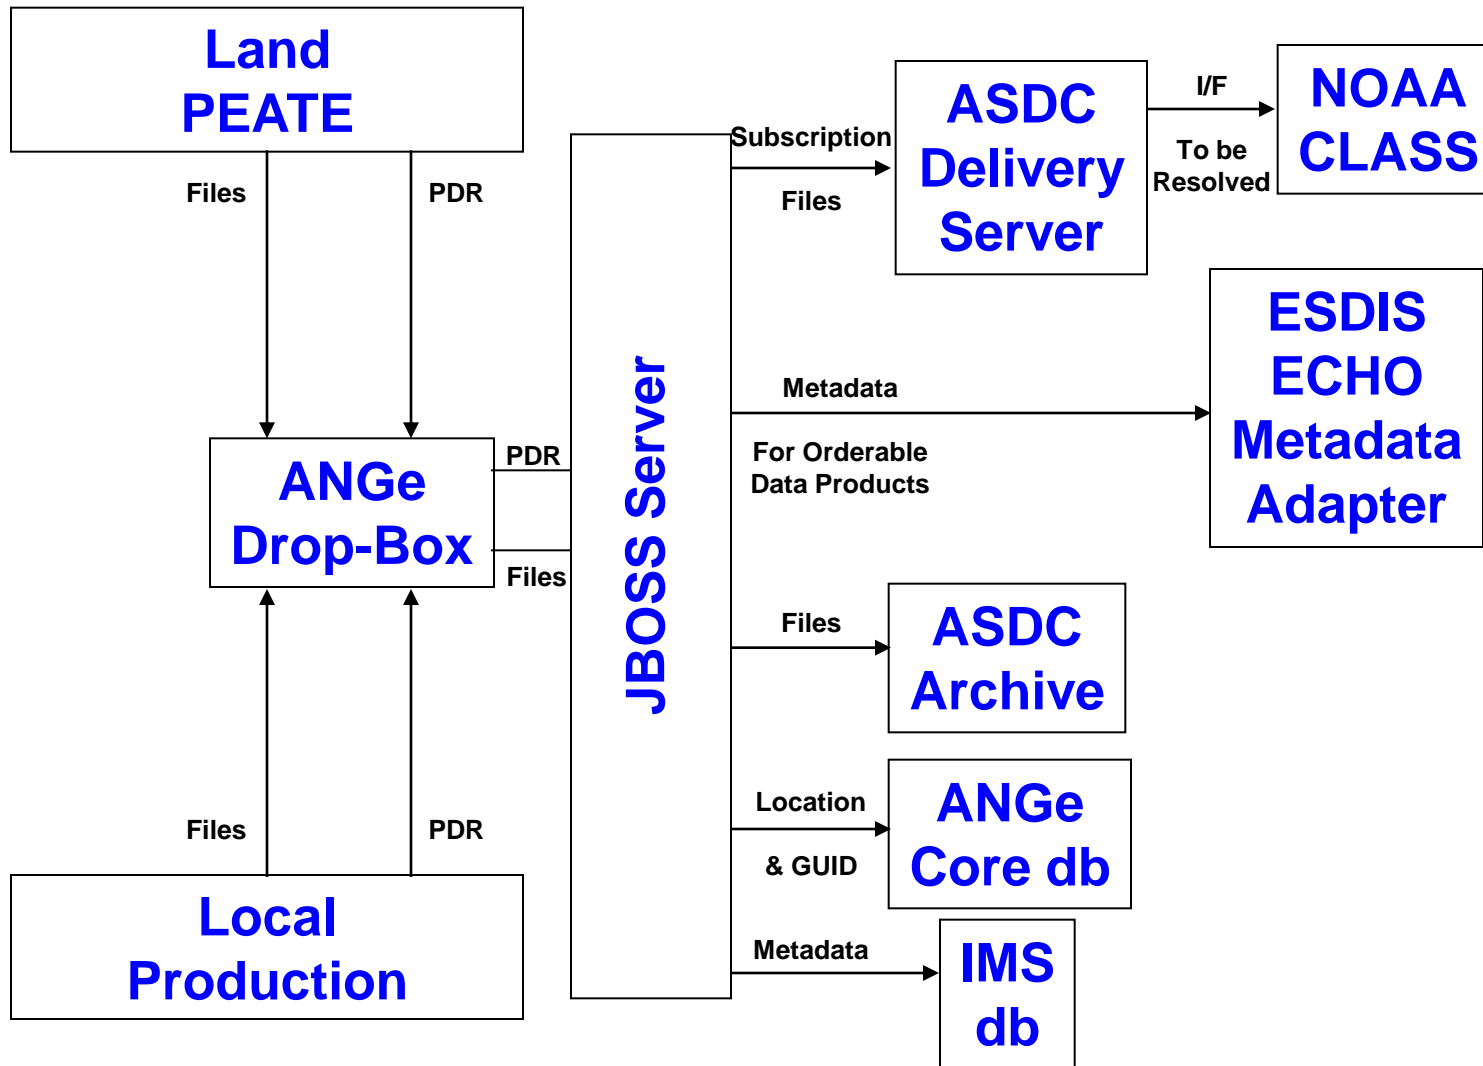 Land
PEATE
Files
PDR
ANGe
Drop-Box
Files
PDR
Local
Production
PDR
Files
JBOSS Server
Subscription
Files
ASDC
Delivery
Server
I/F
To be
Resolved
NOAA
CLASS
Metadata
For Orderable
Data Products
ESDIS
ECHO
Metadata
Adapter
Files
ASDC
Archive
Location
& GUID
ANGe
Core db
Metadata
IMS
db